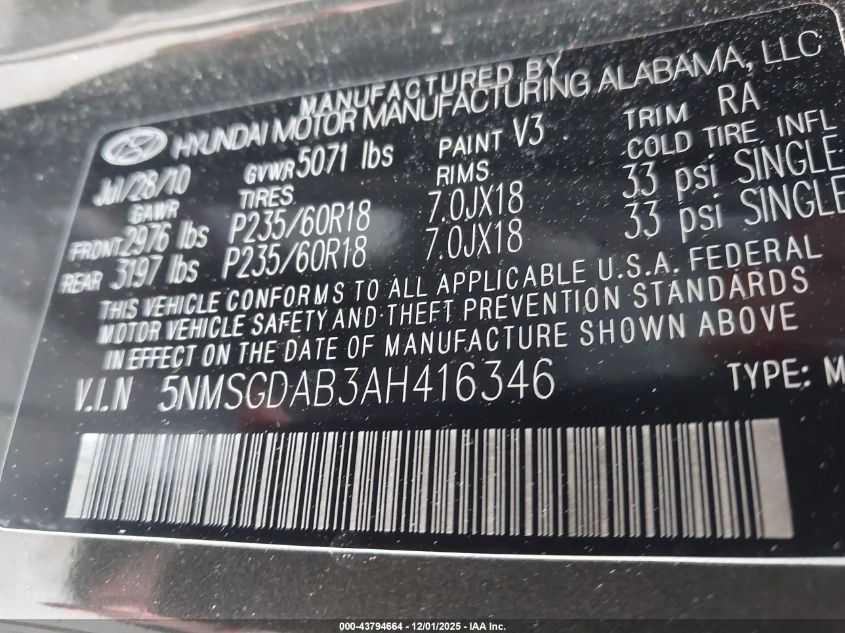 MANUFACTURED BY
HYUNDAI MOTOR MANUFACTURING ALABAMA, LLC
Jul/28/10 GVWR 5071 lbs PAINT V3 TRIM RA
GAWR TIRES RIMS COLD TIRE INFL
FRONT 2976 lbs P235/60R18 7.0JX18 33 psi SINGLE
REAR 3197 lbs P235/60R18 7.0JX18 33 psi SINGLE
THIS VEHICLE CONFORMS TO ALL APPLICABLE U.S.A. FEDERAL
MOTOR VEHICLE SAFETY AND THEFT PREVENTION STANDARDS
IN EFFECT ON THE DATE OF MANUFACTURE SHOWN ABOVE
V.I.N 5NMSGDAB3AH416346 TYPE: M
000-43794664 - 12/01/2025 - IAA Inc.